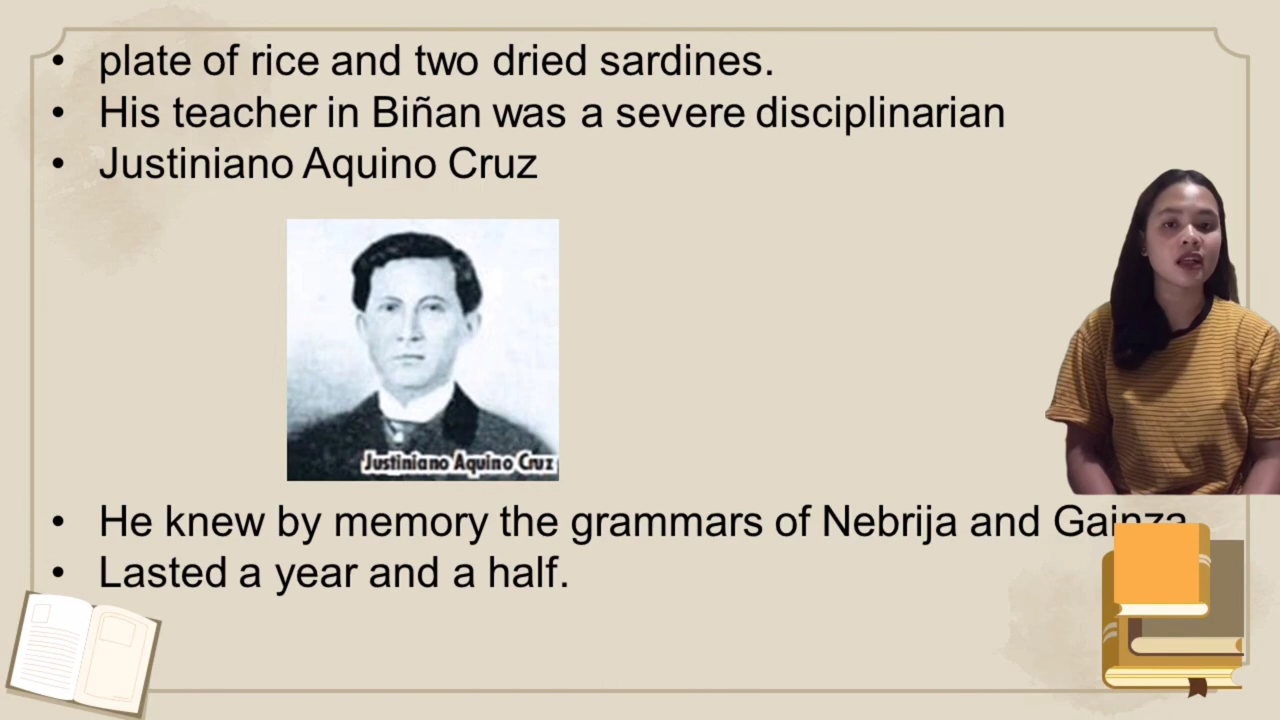 • plate of rice and two dried sardines.
• His teacher in Biñan was a severe disciplinarian
• Justiniano Aquino Cruz
Justiniano Aquino Cruz
• He knew by memory the grammars of Nebrija and Gainza
• Lasted a year and a half.